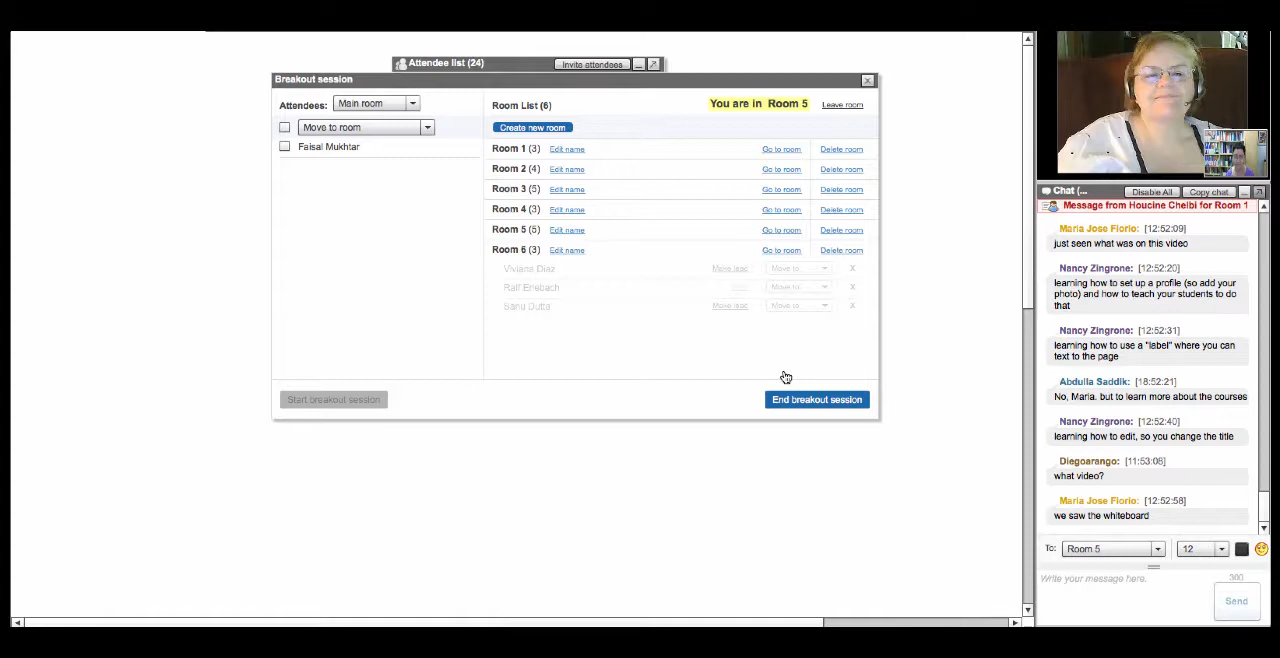 Attendee list (24)
Invite attendees
Breakout session
Attendees: Main room
Room List (6)
You are in Room 5
Leave room
Move to room
Create new room
Faisal Mukhtar
Room 1 (3) Edit name Go to room Delete room
Room 2 (4) Edit name Go to room Delete room
Room 3 (5) Edit name Go to room Delete room
Room 4 (3) Edit name Go to room Delete room
Room 5 (5) Edit name Go to room Delete room
Room 6 (3) Edit name Go to room Delete room
Viviana Diaz Move to X
Ralf Erlebach Move to X
Banu Dutta Move to X
Start breakout session
End breakout session
Chat (...
Disable All
Copy chat
Message from Houcine Chelbi for Room 1
Maria Jose Florio: [12:52:09]
just seen what was on this video
Nancy Zingrone: [12:52:20]
learning how to set up a profile (so add your
photo) and how to teach your students to do
that
Nancy Zingrone: [12:52:31]
learning how to use a "label" where you can
text to the page
Abdulla Saddik: [18:52:21]
No, Maria. but to learn more about the courses
Nancy Zingrone: [12:52:40]
learning how to edit, so you change the title
Diegoarango: [11:53:06]
what video?
Maria Jose Florio: [12:52:58]
we saw the whiteboard
To: Room 5 12
Write your message here.
300
Send